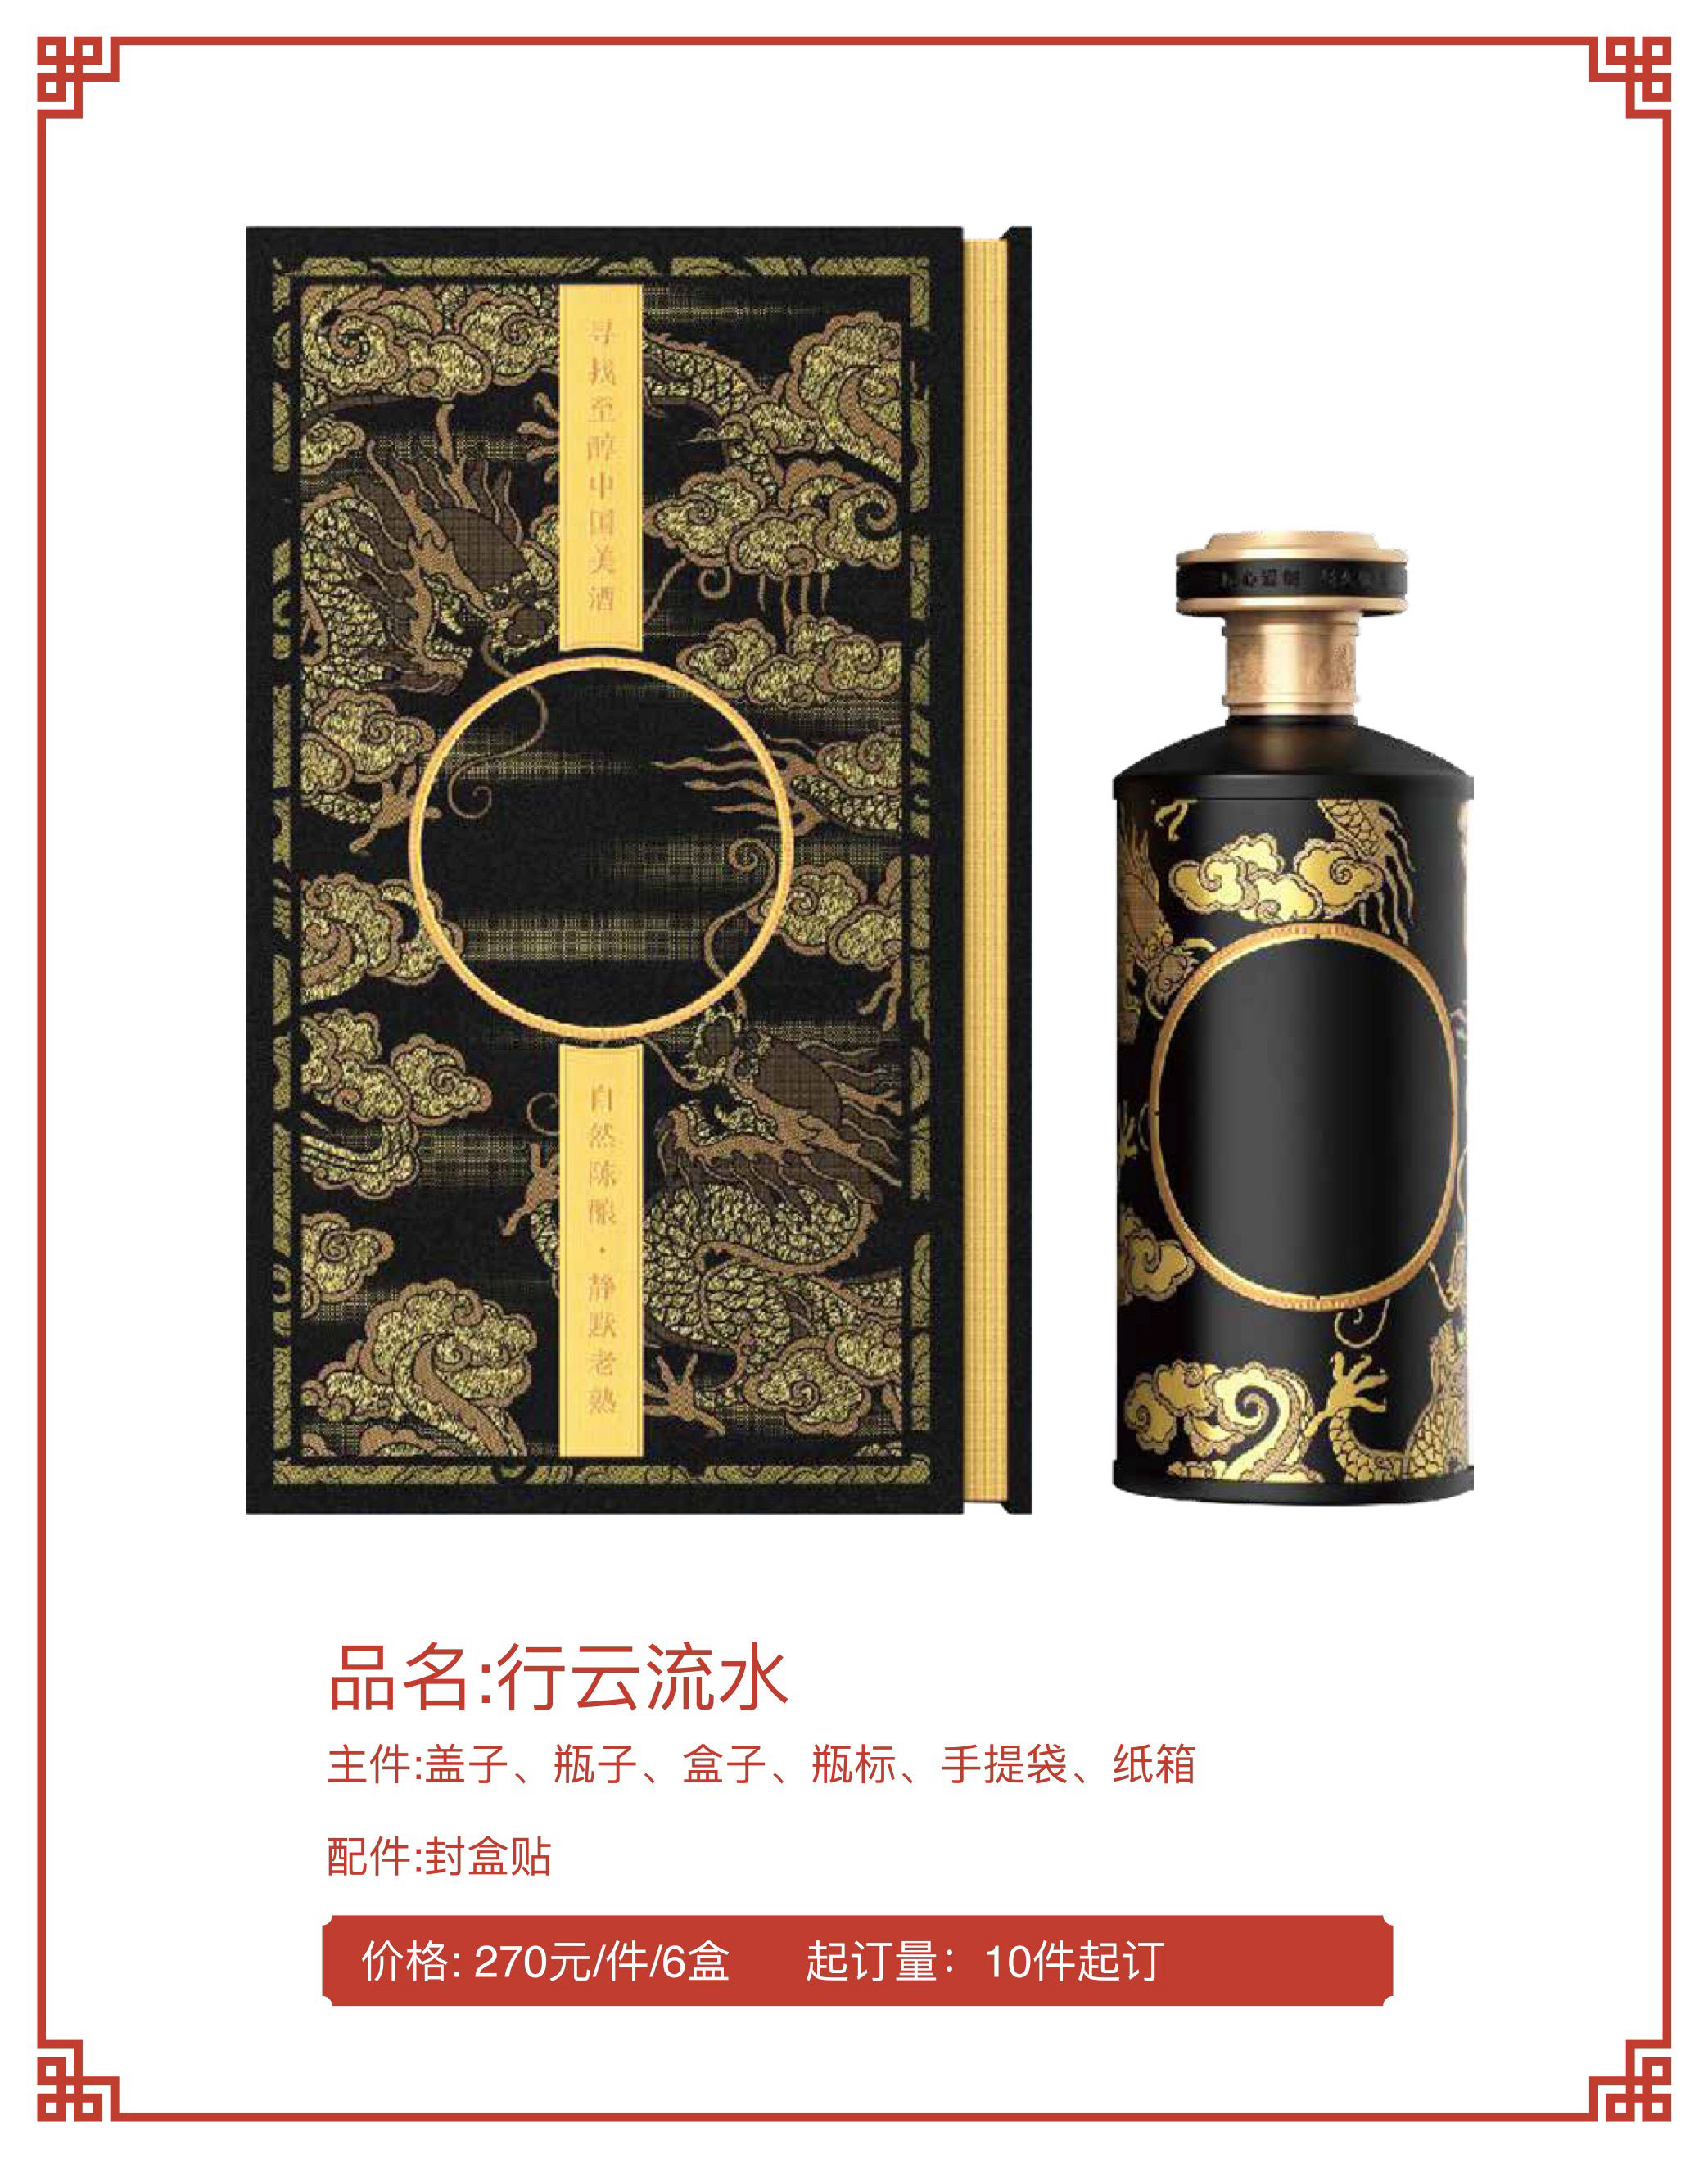 寻找至醇中国美酒
自然陈酿·静默老熟
品名:行云流水
主件:盖子、瓶子、盒子、瓶标、手提袋、纸箱
配件:封盒贴
价格: 270元/件/6盒 起订量：10件起订